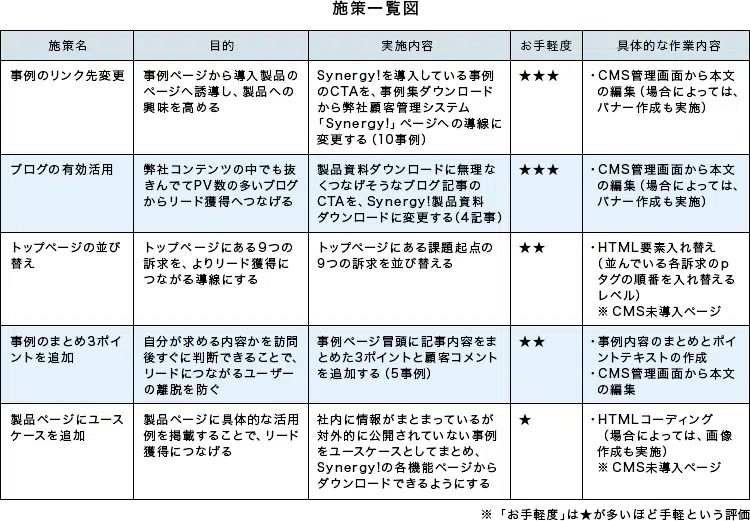 施策一覧図
施策名
目的
実施内容
お手軽度
具体的な作業内容
事例のリンク先変更
事例ページから導入製品の
ページへ誘導し、製品への
興味を高める
Synergy!を導入している事例
のCTAを、事例集ダウンロード
から弊社顧客管理システム
「Synergy!」ページへの導線に
変更する（10事例）
★★★
・CMS管理画面から本文
の編集（場合によっては、
バナー作成も実施）
ブログの有効活用
弊社コンテンツの中でも抜
きんでてPV数の多いブログ
からリード獲得へつなげる
製品資料ダウンロードに無理な
くつなげそうなブログ記事の
CTAを、Synergy!製品資料
ダウンロードに変更する（4記事）
★★★
・CMS管理画面から本文
の編集（場合によっては、
バナー作成も実施）
トップページの並び
替え
トップページにある9つの
訴求を、よりリード獲得に
つながる導線にする
トップページにある課題起点の
9つの訴求を並び替える
★★
・HTML要素入れ替え
（並んでいる各訴求のp
タグの順番を入れ替える
レベル）
※CMS未導入ページ
事例のまとめ3ポイ
ントを追加
自分が求める内容かを訪問
後すぐに判断できることで、
リードにつながるユーザー
の離脱を防ぐ
事例ページ冒頭に記事内容をま
とめた3ポイントと顧客コメント
を追加する（5事例）
★★
・事例内容のまとめとポイ
ントテキストの作成
・CMS管理画面から本文
の編集
製品ページにユース
ケースを追加
製品ページに具体的な活用
例を掲載することで、リード
獲得につなげる
社内に情報がまとまっているが
対外的に公開されていない事例
をユースケースとしてまとめ、
Synergy!の各機能ページから
ダウンロードできるようにする
★
・HTMLコーディング
（場合によっては、画像
作成も実施）
※CMS未導入ページ
※「お手軽度」は★が多いほど手軽という評価